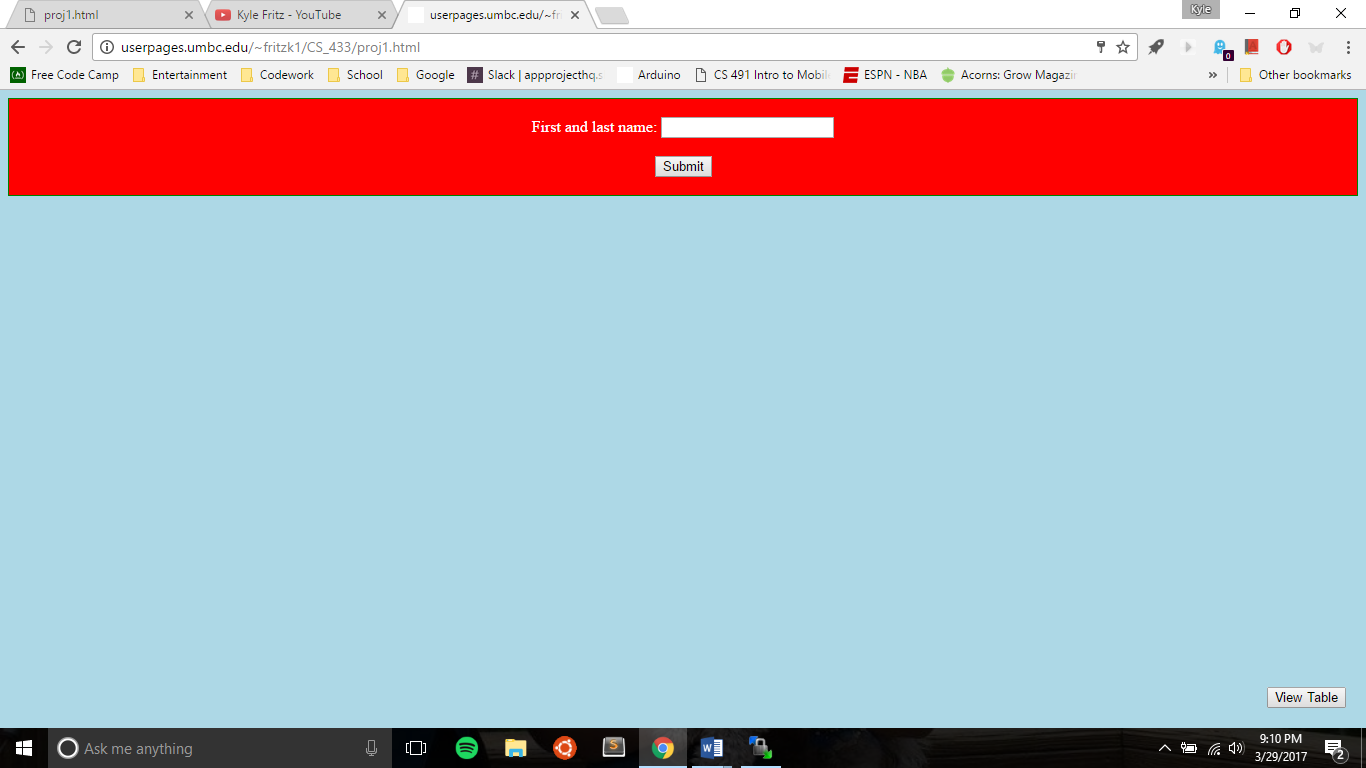 proj1.html
Kyle Fritz - YouTube
userpages.umbc.edu/~fr
Kyle
userpages.umbc.edu/~fritzk1/CS_433/proj1.html
Free Code Camp
Entertainment
Codework
School
Google
# Slack | appprojecthq.s
Arduino
CS 491 Intro to Mobile
ESPN - NBA
Acorns: Grow Magazi
»
Other bookmarks
0
First and last name:
Submit
View Table
Ask me anything
S
W
9:10 PM
3/29/2017
2